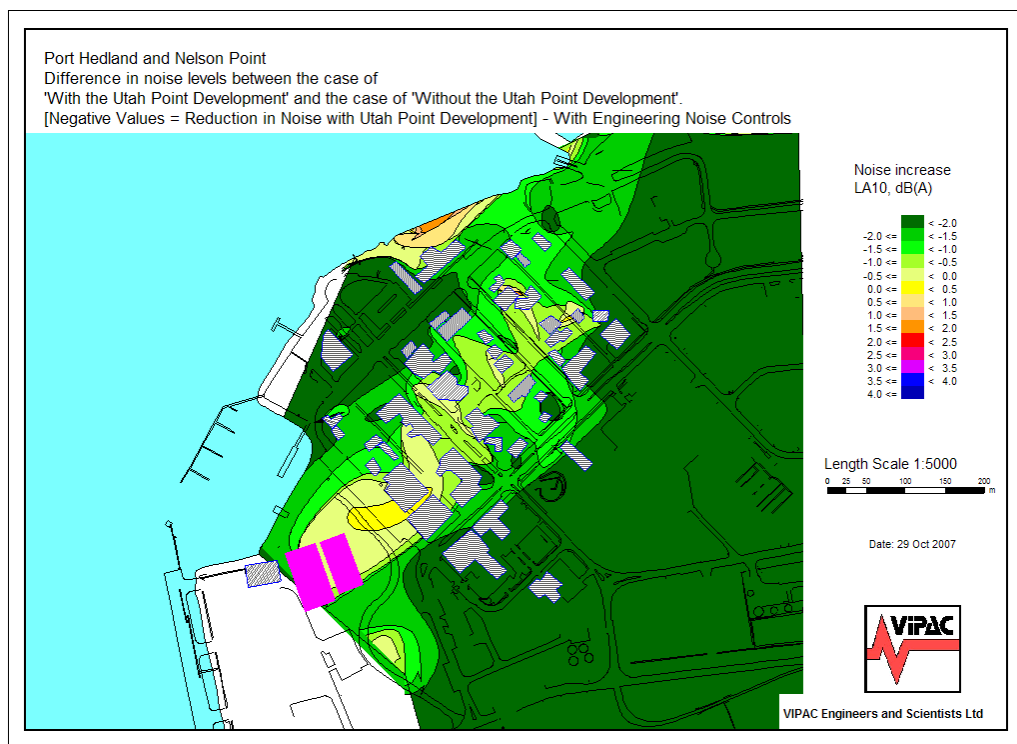 Port Hedland and Nelson Point
Difference in noise levels between the case of
'With the Utah Point Development' and the case of 'Without the Utah Point Development'.
[Negative Values = Reduction in Noise with Utah Point Development] - With Engineering Noise Controls
Noise increase
LA10, dB(A)
< -2.0
-2.0 <= < -1.5
-1.5 <= < -1.0
-1.0 <= < -0.5
-0.5 <= < 0.0
0.0 <= < 0.5
0.5 <= < 1.0
1.0 <= < 1.5
1.5 <= < 2.0
2.0 <= < 2.5
2.5 <= < 3.0
3.0 <= < 3.5
3.5 <= < 4.0
4.0 <=
Length Scale 1:5000
0 25 50 100 150 200
m
Date: 29 Oct 2007
ViPAC
VIPAC Engineers and Scientists Ltd